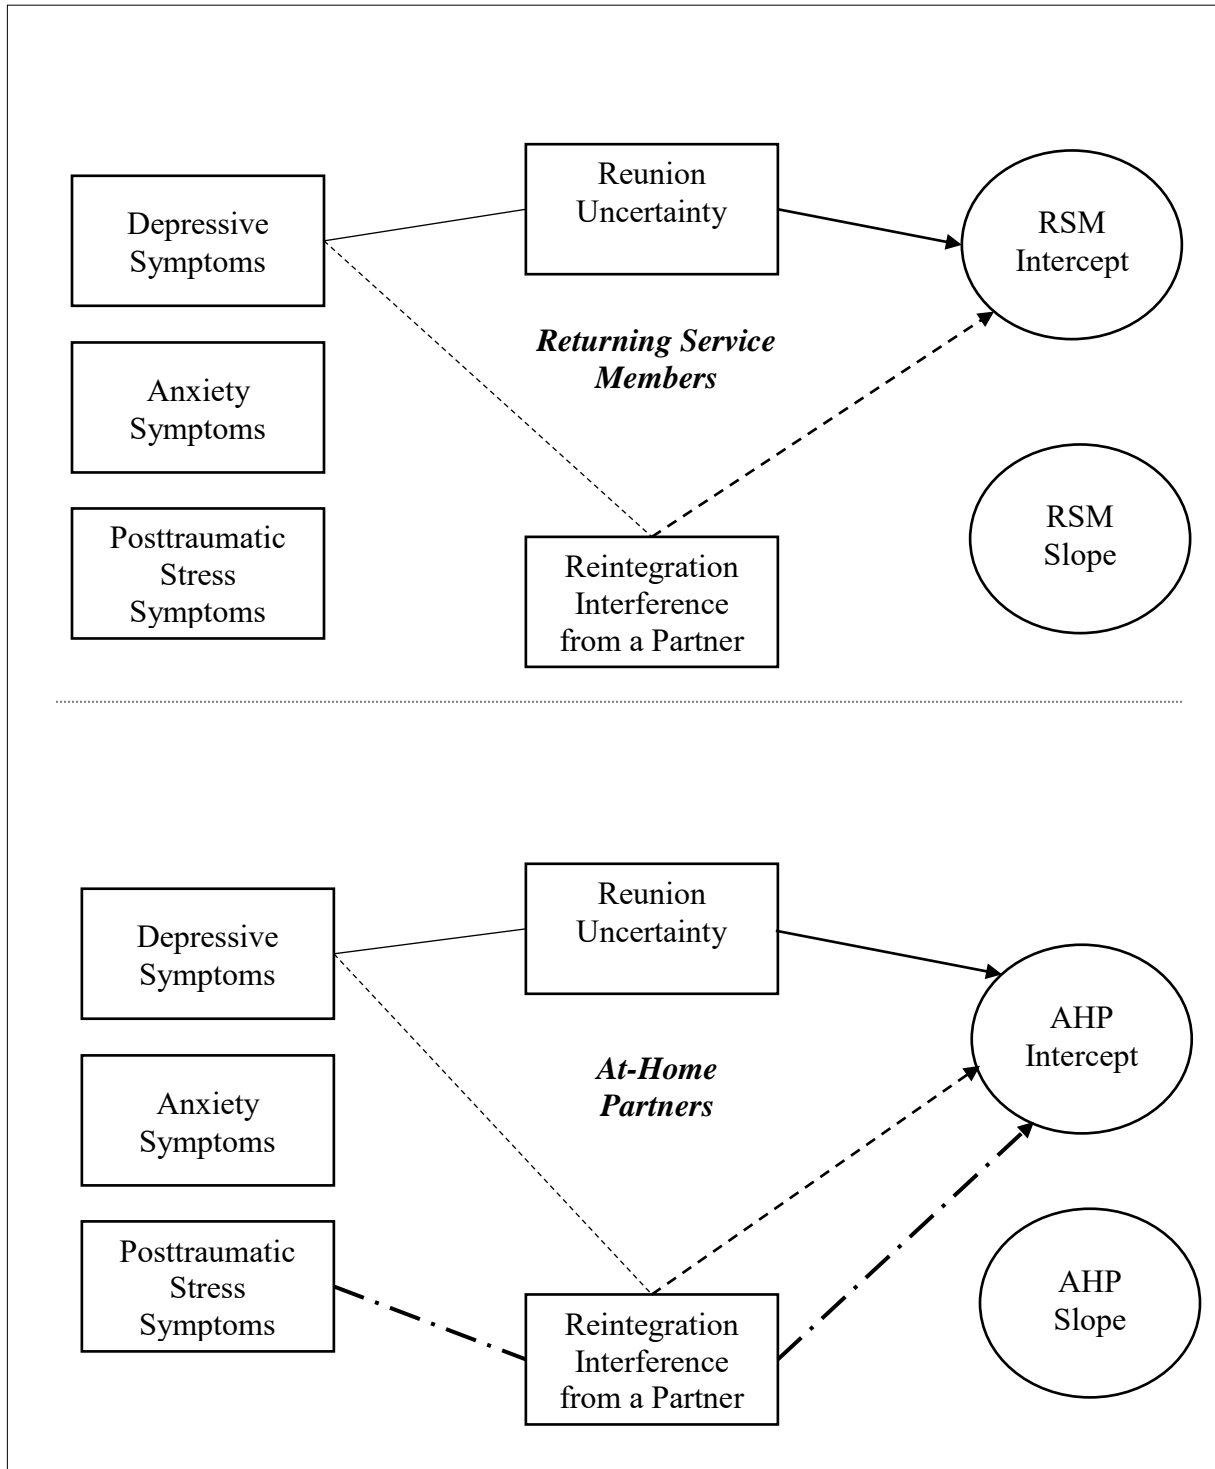 Reunion
Uncertainty
Depressive
Symptoms
RSM
Intercept
Returning Service
Members
Anxiety
Symptoms
Posttraumatic
Stress
Symptoms
RSM
Slope
Reintegration
Interference
from a Partner
Reunion
Uncertainty
Depressive
Symptoms
AHP
Intercept
At-Home
Partners
Anxiety
Symptoms
Posttraumatic
Stress
Symptoms
AHP
Slope
Reintegration
Interference
from a Partner